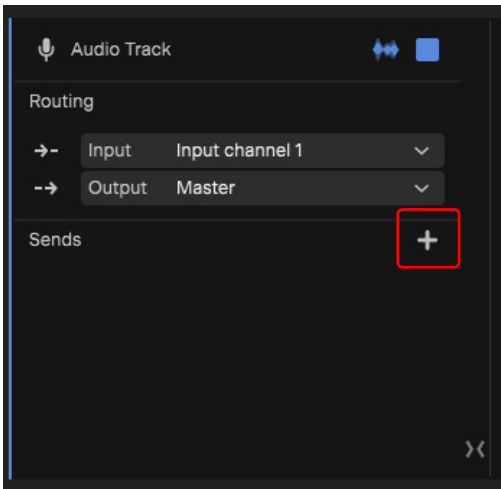 Audio Track
Routing
Input Input channel 1
Output Master
Sends